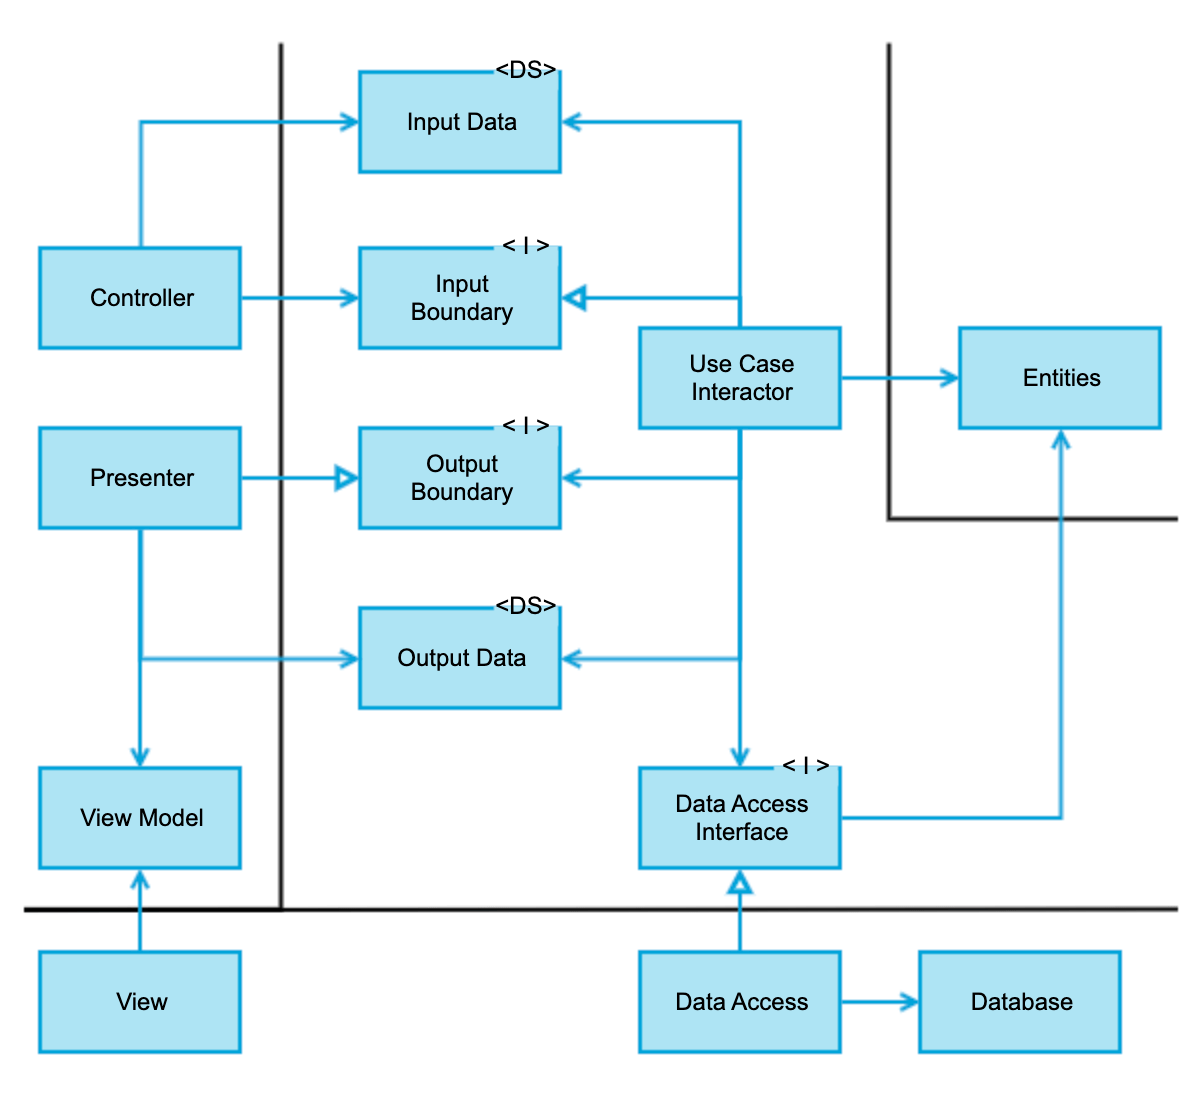 <DS>
Input Data
< I >
Controller
Input
Boundary
Use Case
Interactor
Entities
< I >
Presenter
Output
Boundary
<DS>
Output Data
< I >
View Model
Data Access
Interface
View
Data Access
Database